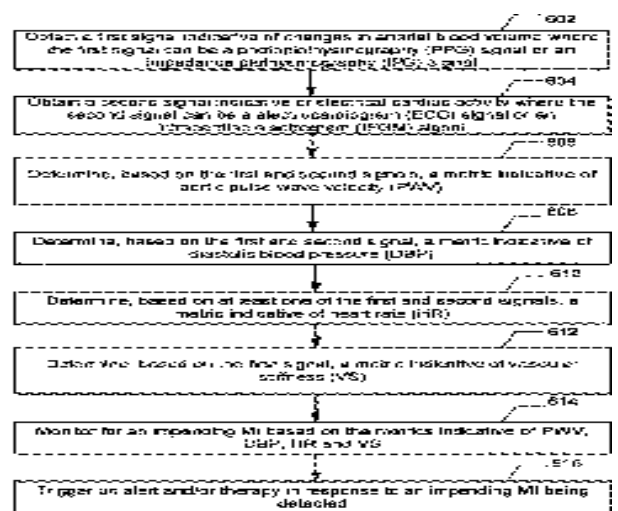 602
Obtain a first signal indicative of changes in arterial blood volume where
the first signal can be a photoplethysmography (PPG) signal or an
impedance plethysmography (IPG) signal
604
Obtain a second signal indicative of electrical cardiac activity where the
second signal can be a electrocardiogram (ECG) signal or an
intracardiac electrogram (IEGM) signal
Determine, based on the first and second signals, a metric indicative of
aortic pulse wave velocity (PWV)
Determine, based on the first and second signal, a metric indicative of
diastolic blood pressure (DBP)
Determine, based on at least one of the first and second signals, a
metric indicative of heart rate (HR)
612
Determine, based on the first signal, a metric indicative of vascular
stiffness (VS)
614
Monitor for an impending MI based on the metrics indicative of PWV,
DBP, HR and VS
Trigger an alert and/or therapy in response to an impending MI being
detected